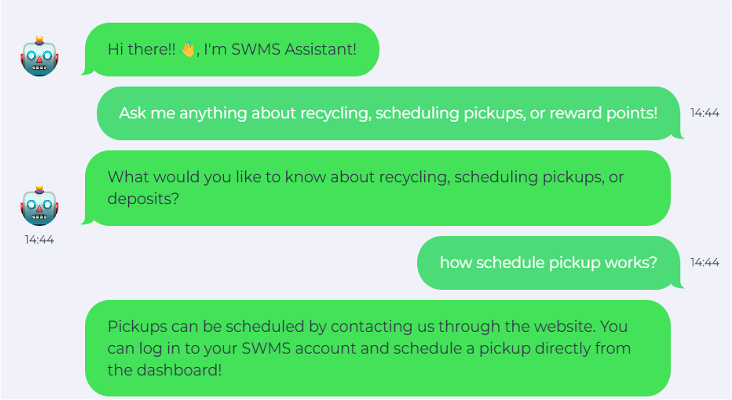 Hi there!! 👋, I'm SWMS Assistant!
Ask me anything about recycling, scheduling pickups, or reward points!
14:44
What would you like to know about recycling, scheduling pickups, or
deposits?
14:44
how schedule pickup works?
14:44
Pickups can be scheduled by contacting us through the website. You
can log in to your SWMS account and schedule a pickup directly from
the dashboard!